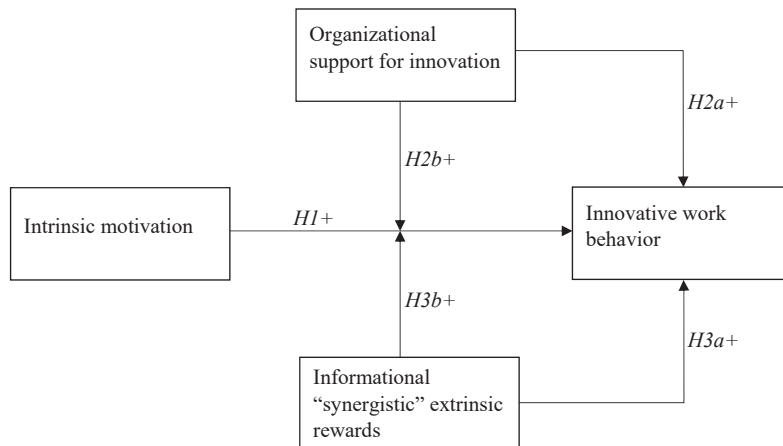 Organizational
support for innovation
H2a+
H2b+
Intrinsic motivation
H1+
Innovative work
behavior
H3b+
H3a+
Informational
“synergistic” extrinsic
rewards